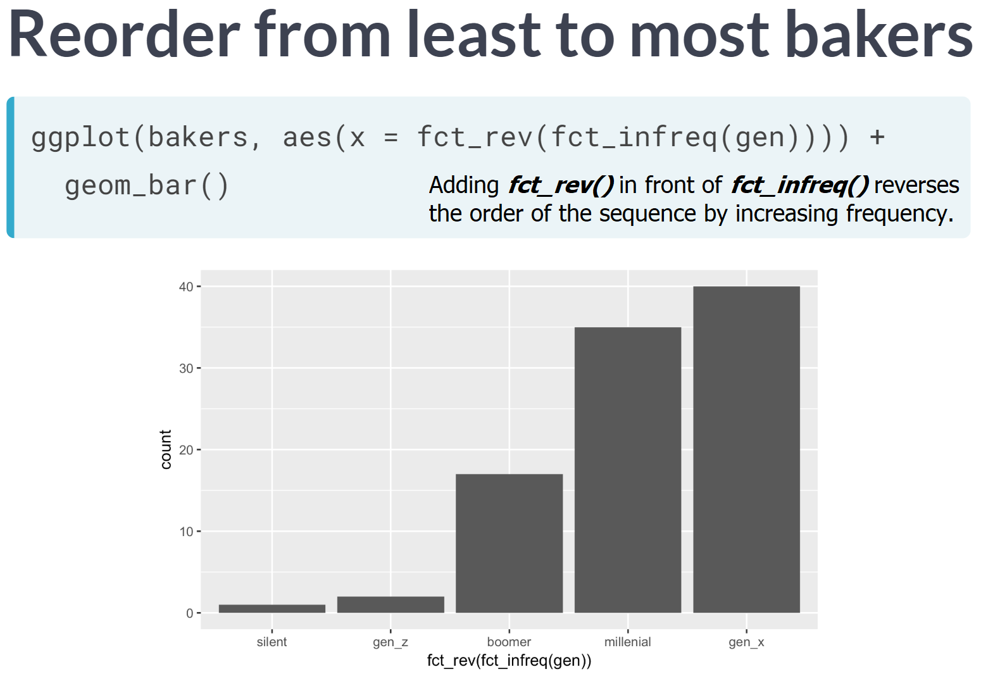 Reorder from least to most bakers
ggplot(bakers, aes(x = fct_rev(fct_infreq(gen)))) +
geom_bar()
Adding fct_rev() in front of fct_infreq() reverses
the order of the sequence by increasing frequency.
40
30
20
10
0
count
silent gen_z boomer millenial gen_x
fct_rev(fct_infreq(gen))